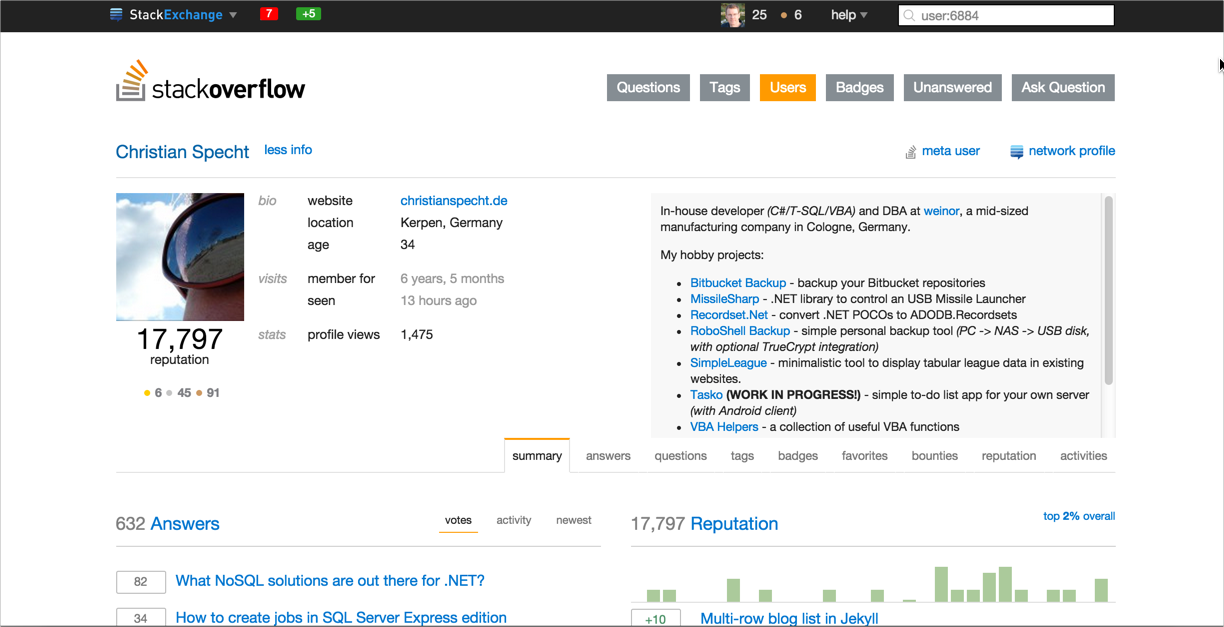 StackExchange 7 +5 25 6 help user:6884
stackoverflow Questions Tags Users Badges Unanswered Ask Question
Christian Specht less info meta user network profile
bio website christianspecht.de
location Kerpen, Germany
age 34
visits member for 6 years, 5 months
seen 13 hours ago
stats profile views 1,475
17,797
reputation
6 45 91
In-house developer (C#/T-SQL/VBA) and DBA at weinor, a mid-sized
manufacturing company in Cologne, Germany.
My hobby projects:
Bitbucket Backup - backup your Bitbucket repositories
MissileSharp - .NET library to control an USB Missile Launcher
Recordset.Net - convert .NET POCOs to ADODB.Recordsets
RoboShell Backup - simple personal backup tool (PC -> NAS -> USB disk,
with optional TrueCrypt integration)
SimpleLeague - minimalistic tool to display tabular league data in existing
websites.
Tasko (WORK IN PROGRESS!) - simple to-do list app for your own server
(with Android client)
VBA Helpers - a collection of useful VBA functions
summary answers questions tags badges favorites bounties reputation activities
632 Answers votes activity newest
82 What NoSQL solutions are out there for .NET?
34 How to create jobs in SQL Server Express edition
17,797 Reputation top 2% overall
+10 Multi-row blog list in Jekyll